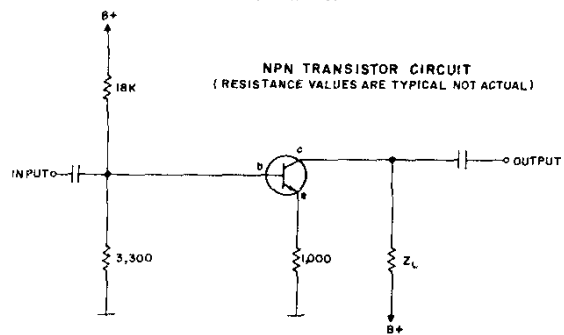 B+
18K
NPN TRANSISTOR CIRCUIT
(RESISTANCE VALUES ARE TYPICAL NOT ACTUAL)
c
b
INPUT
OUTPUT
e
3,300
1,000
ZL
B+